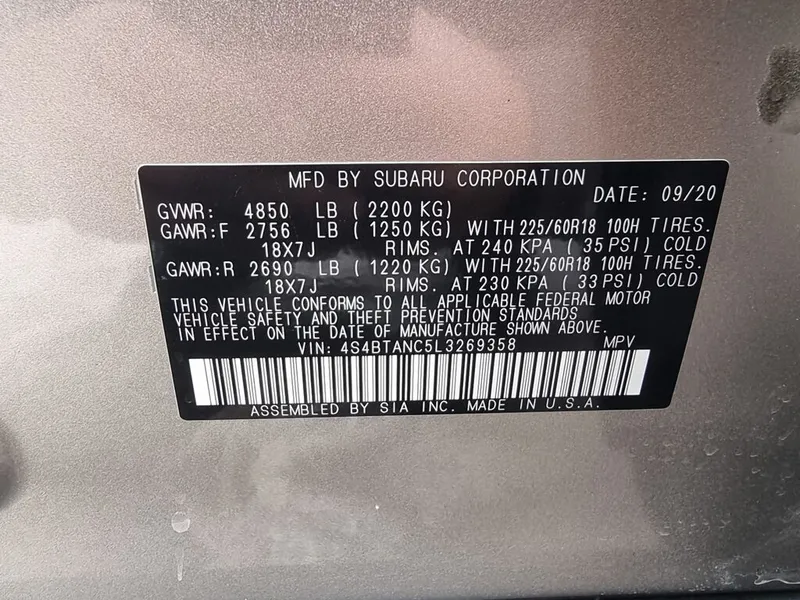 MFD BY SUBARU CORPORATION
DATE: 09/20
GVWR: 4850 LB (2200 KG)
GAWR:F 2756 LB (1250 KG) WITH 225/60R18 100H TIRES.
18X7J RIMS. AT 240 KPA (35 PSI) COLD
GAWR:R 2690 LB (1220 KG) WITH 225/60R18 100H TIRES.
18X7J RIMS. AT 230 KPA (33 PSI) COLD
THIS VEHICLE CONFORMS TO ALL APPLICABLE FEDERAL MOTOR
VEHICLE SAFETY AND THEFT PREVENTION STANDARDS
IN EFFECT ON THE DATE OF MANUFACTURE SHOWN ABOVE.
VIN: 4S4BTANC5L3269358 MPV
ASSEMBLED BY SIA INC. MADE IN U.S.A.